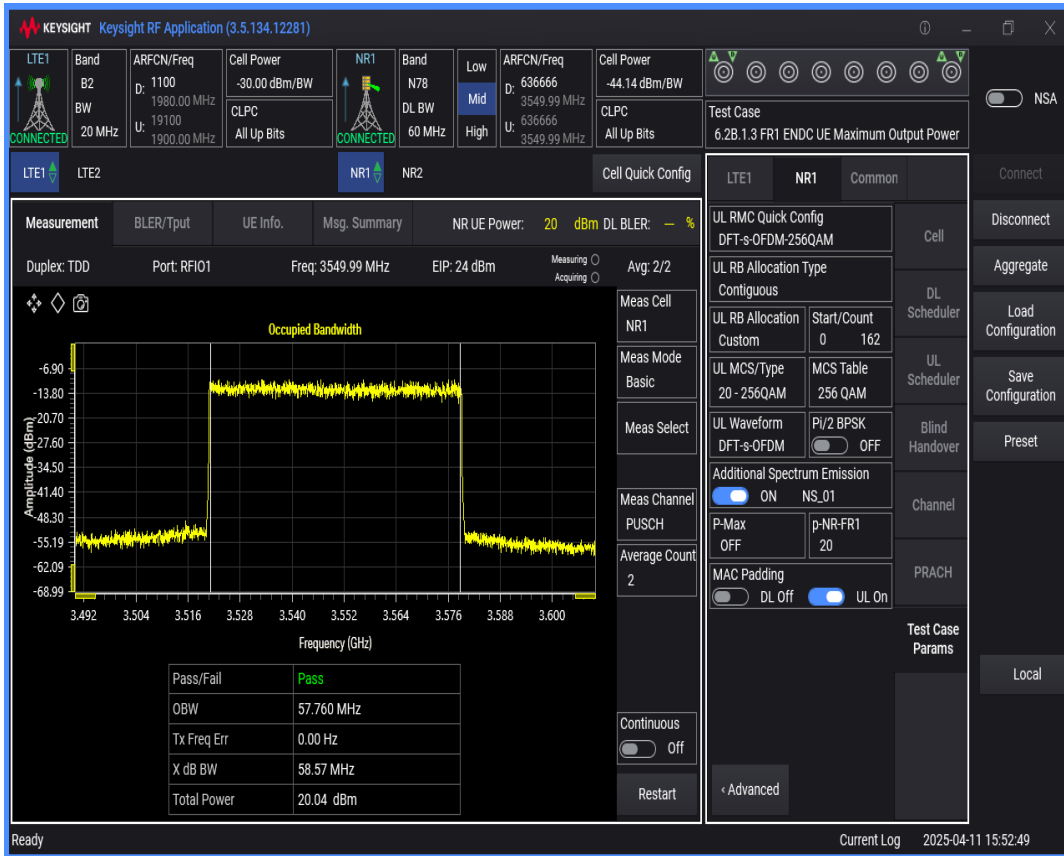 KEYSIGHT Keysight RF Application (3.5.134.12281)
LTE1 Band ARFCN/Freq Cell Power NR1 Band Low ARFCN/Freq Cell Power
B2 D: 1100 -30.00 dBm/BW N78 D: 636666 -44.14 dBm/BW
1980.00 MHz 3549.99 MHz
BW CLPC DL BW Mid CLPC
U: 19100 U: 636666
CONNECTED 20 MHz 1900.00 MHz All Up Bits CONNECTED 60 MHz High 3549.99 MHz All Up Bits
A V A V
NSA
Test Case
6.2B.1.3 FR1 ENDC UE Maximum Output Power
LTE1 LTE2 NR1 NR2 Cell Quick Config
Measurement BLER/Tput UE Info. Msg. Summary NR UE Power: 20 dBm DL BLER: — %
Duplex: TDD Port: RFIO1 Freq: 3549.99 MHz EIP: 24 dBm Measuring Avg: 2/2
Acquiring
Occupied Bandwidth
Amplitude (dBm)
-6.90
-13.80
-20.70
-27.60
-34.50
-41.40
-48.30
-55.19
-62.09
-68.99
3.492 3.504 3.516 3.528 3.540 3.552 3.564 3.576 3.588 3.600
Frequency (GHz)
Pass/Fail Pass
OBW 57.760 MHz
Tx Freq Err 0.00 Hz
X dB BW 58.57 MHz
Total Power 20.04 dBm
Meas Cell
NR1
Meas Mode
Basic
Meas Select
Meas Channel
PUSCH
Average Count
2
Continuous
Off
Restart
LTE1 NR1 Common
UL RMC Quick Config
DFT-s-OFDM-256QAM
UL RB Allocation Type
Contiguous
UL RB Allocation Start/Count
Custom 0 162
UL MCS/Type MCS Table
20 - 256QAM 256 QAM
UL Waveform Pi/2 BPSK
DFT-s-OFDM OFF
Additional Spectrum Emission
ON NS_01
P-Max p-NR-FR1
OFF 20
MAC Padding
DL Off UL On
‹ Advanced
Cell
DL
Scheduler
UL
Scheduler
Blind
Handover
Channel
PRACH
Test Case
Params
Connect
Disconnect
Aggregate
Load
Configuration
Save
Configuration
Preset
Local
Ready Current Log 2025-04-11 15:52:49